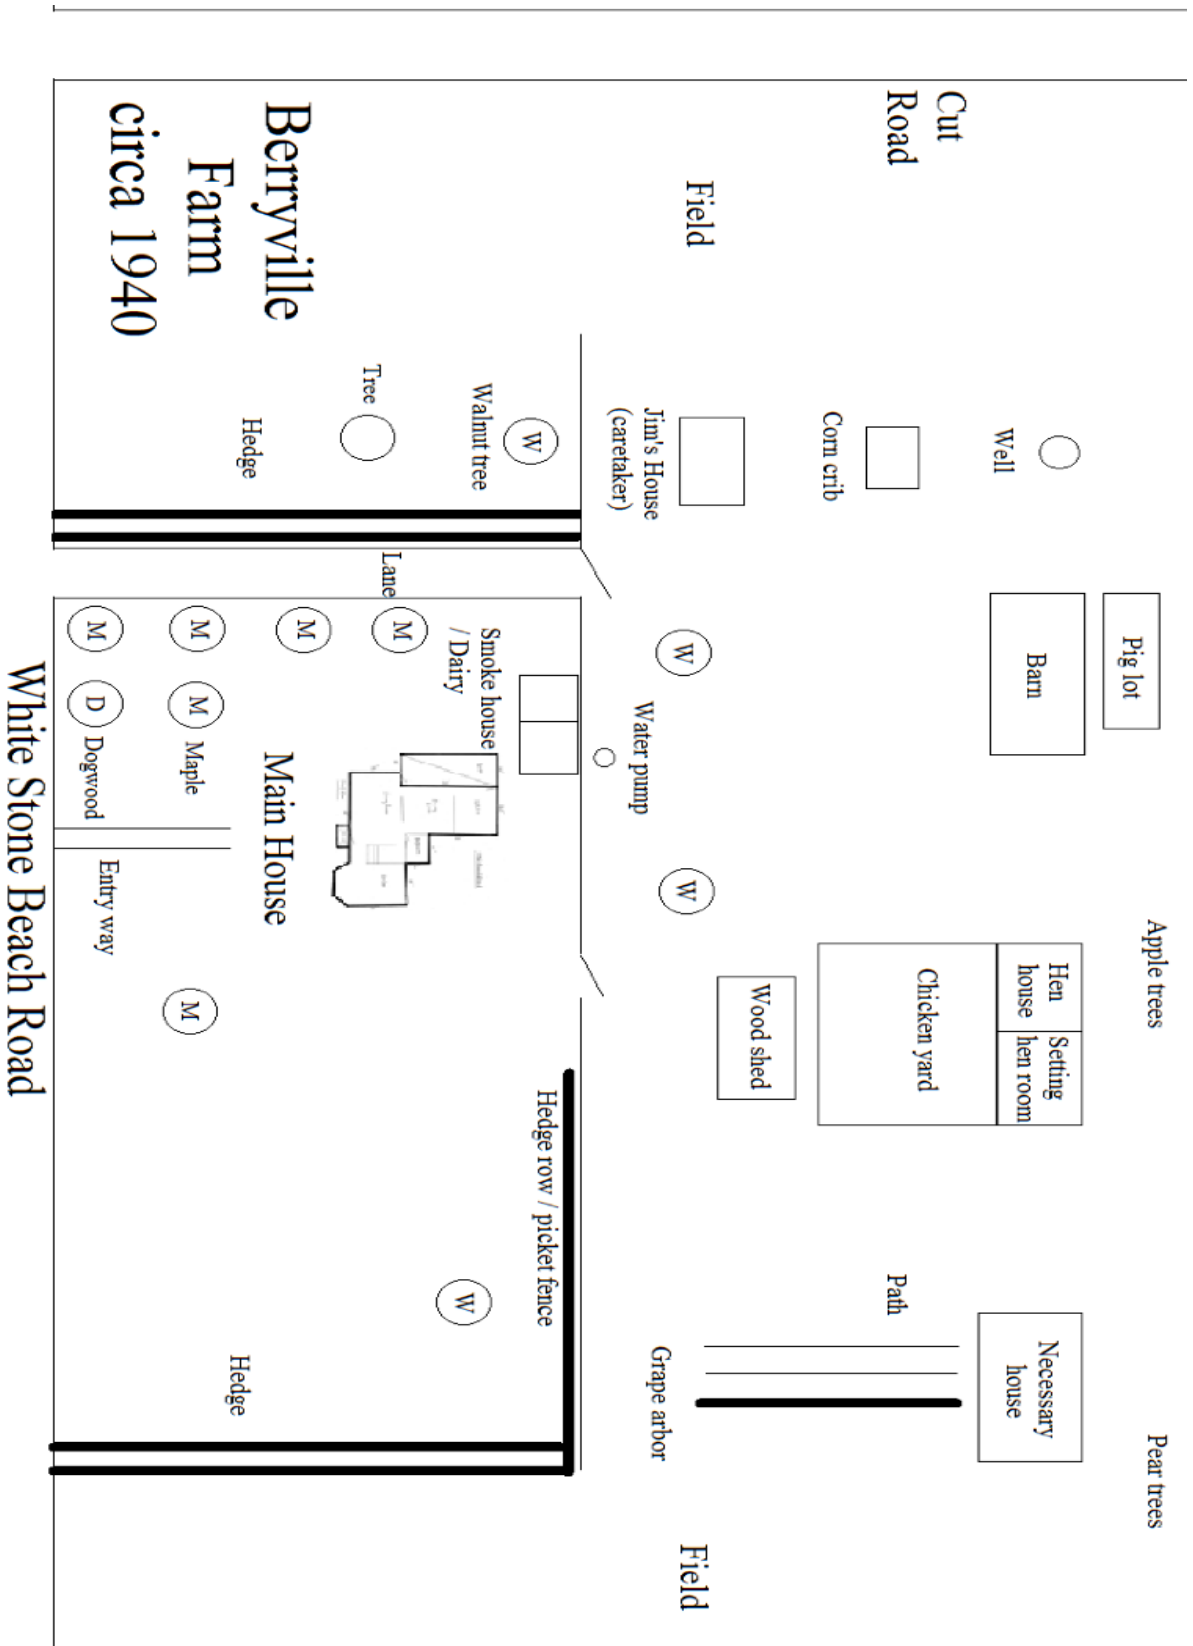 Cut
Road
Field
Berryville
Farm
circa 1940
Well
Corn crib
Jim's House
(caretaker)
W
Walnut tree
Tree
Hedge
Pig lot
Barn
Lane
W
Water pump
Smoke house
/ Dairy
M
M
M
M
M
Maple
D
Dogwood
Main House
Entry way
W
M
Apple trees
Hen
house
Setting
hen room
Chicken yard
Wood shed
Hedge row / picket fence
W
Hedge
Path
Grape arbor
Necessary
house
Pear trees
Field
White Stone Beach Road